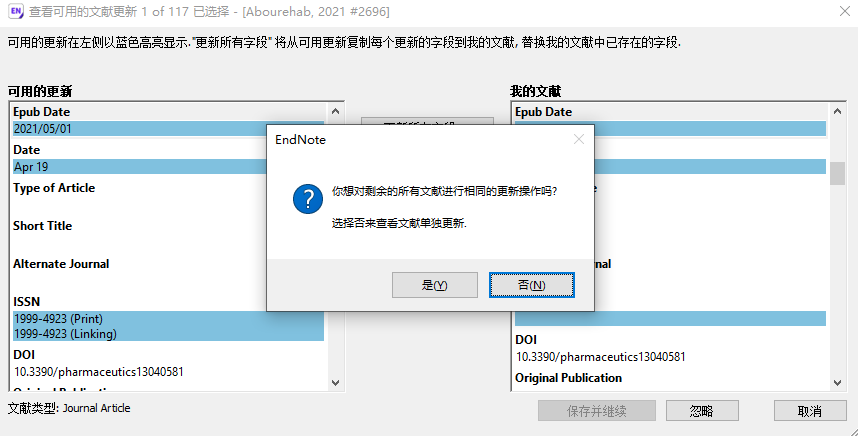 EN 查看可用的文献更新 1 of 117 已选择 - [Abourehab, 2021 #2696]
可用的更新在左侧以蓝色高亮显示. "更新所有字段" 将从可用更新复制每个更新的字段到我的文献, 替换我的文献中已存在的字段.
可用的更新
我的文献
Epub Date
2021/05/01
Date
Apr 19
Type of Article
Short Title
Alternate Journal
ISSN
1999-4923 (Print)
1999-4923 (Linking)
DOI
10.3390/pharmaceutics13040581
Epub Date
DOI
10.3390/pharmaceutics13040581
Original Publication
EndNote
你想对剩余的所有文献进行相同的更新操作吗?
选择否来查看文献单独更新.
是(Y)
否(N)
文献类型: Journal Article
保存并继续
忽略
取消